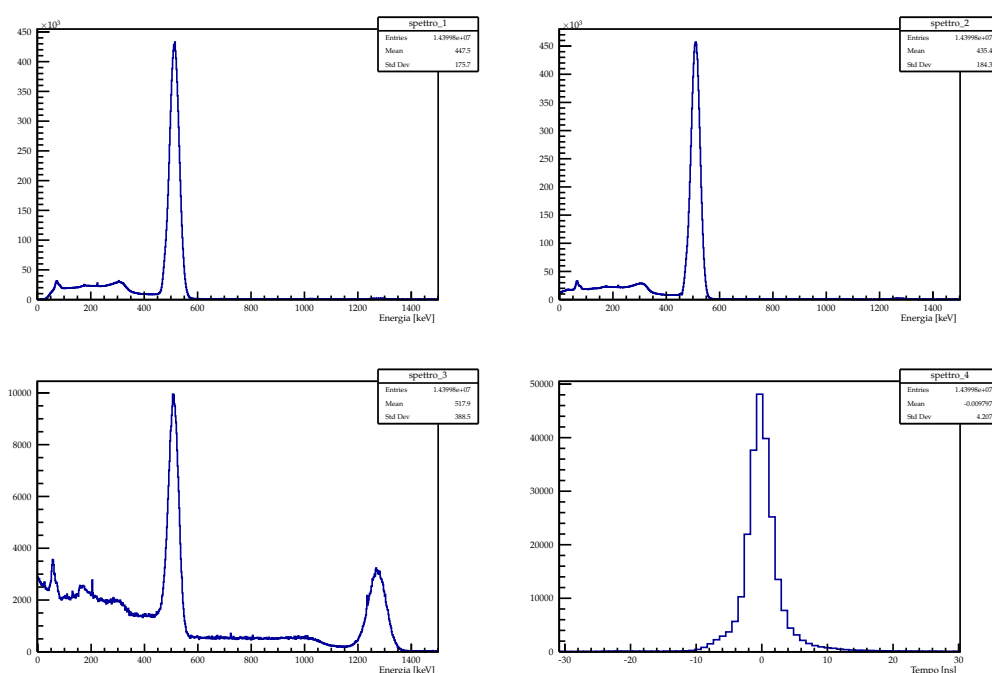 ×10³
spettro_1
Entries 1.43998e+07
Mean 447.5
Std Dev 175.7
450
400
350
300
250
200
150
100
50
0
0 200 400 600 800 1000 1200 1400
Energia [keV]
×10³
spettro_2
Entries 1.43998e+07
Mean 435.4
Std Dev 184.3
450
400
350
300
250
200
150
100
50
0
0 200 400 600 800 1000 1200 1400
Energia [keV]
spettro_3
Entries 1.43998e+07
Mean 517.9
Std Dev 388.5
10000
8000
6000
4000
2000
0
0 200 400 600 800 1000 1200 1400
Energia [keV]
spettro_4
Entries 1.43998e+07
Mean -0.009797
Std Dev 4.207
50000
40000
30000
20000
10000
0
-30 -20 -10 0 10 20 30
Tempo [ns]